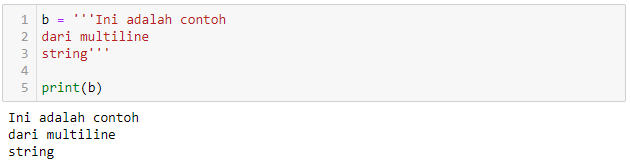 1 b = '''Ini adalah contoh
2 dari multiline
3 string'''
4
5 print(b)
Ini adalah contoh
dari multiline
string